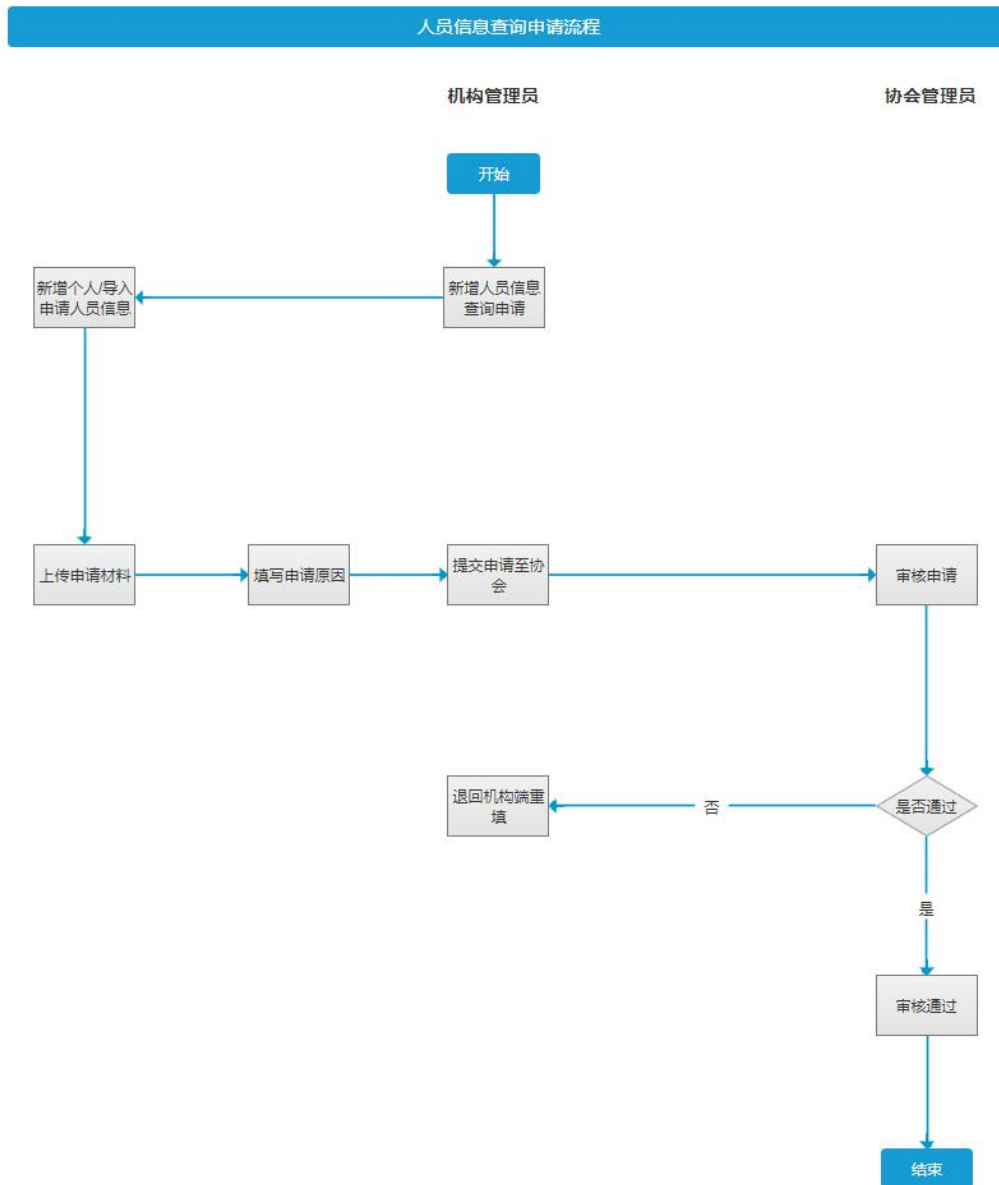 人员信息查询申请流程
机构管理员
协会管理员
开始
新增个人/导入
申请人员信息
新增人员信息
查询申请
上传申请材料
填写申请原因
提交申请至协
会
审核申请
退回机构端重
填
否
是否通过
是
审核通过
结束